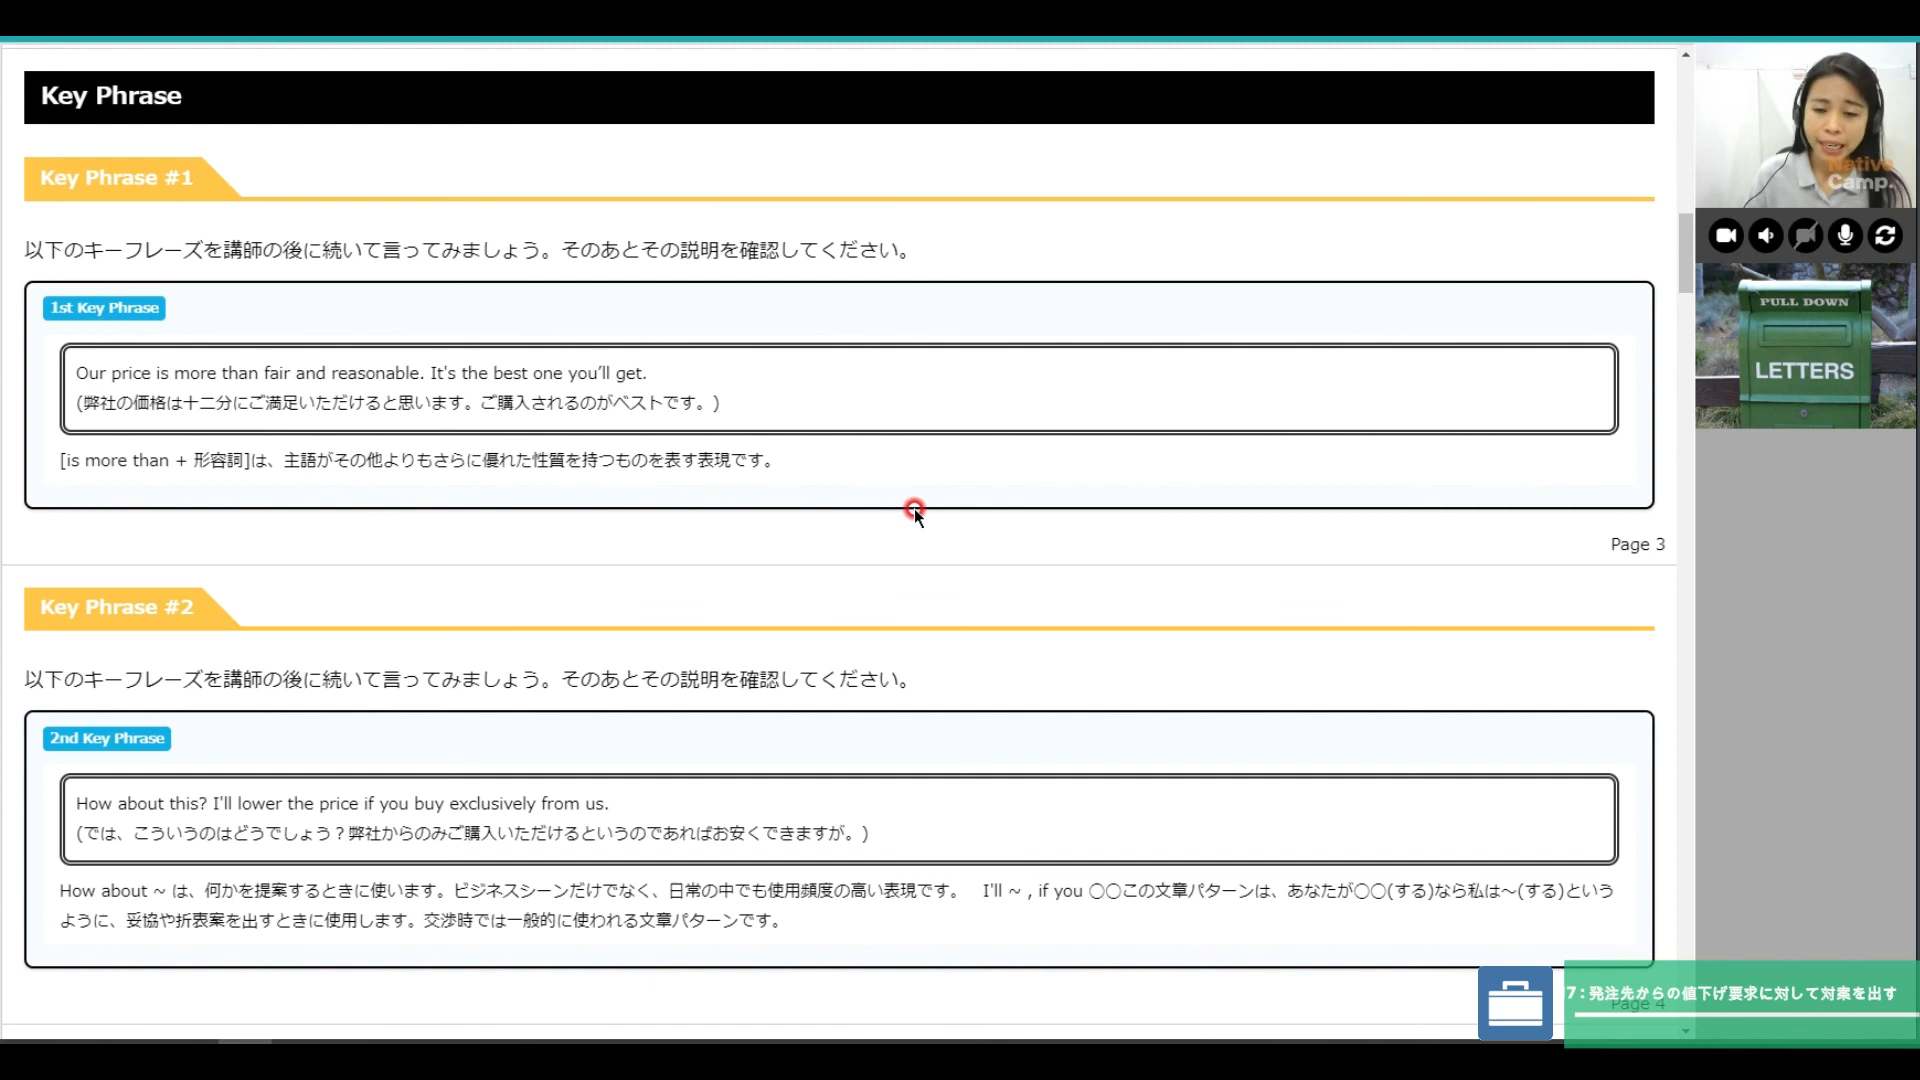 Key Phrase
Key Phrase #1
以下のキーフレーズを講師の後に続いて言ってみましょう。そのあとその説明を確認してください。
1st Key Phrase
Our price is more than fair and reasonable. It's the best one you’ll get.
(弊社の価格は十二分にご満足いただけると思います。ご購入されるのがベストです。)
[is more than + 形容詞]は、主語がその他よりもさらに優れた性質を持つものを表す表現です。
Page 3
Key Phrase #2
以下のキーフレーズを講師の後に続いて言ってみましょう。そのあとその説明を確認してください。
2nd Key Phrase
How about this? I'll lower the price if you buy exclusively from us.
(では、こういうのはどうでしょう？弊社からのみご購入いただけるというのであればお安くできますが。)
How about ~ は、何かを提案するときに使います。ビジネスシーンだけでなく、日常の中でも使用頻度の高い表現です。 I'll ~ , if you 〇〇この文章パターンは、あなたが〇〇(する)なら私は～(する)という
ように、妥協や折衷案を出すときに使用します。交渉時では一般的に使われる文章パターンです。
Page 4
7：発注先からの値下げ要求に対して対案を出す
Native
Camp.
PULL DOWN
LETTERS